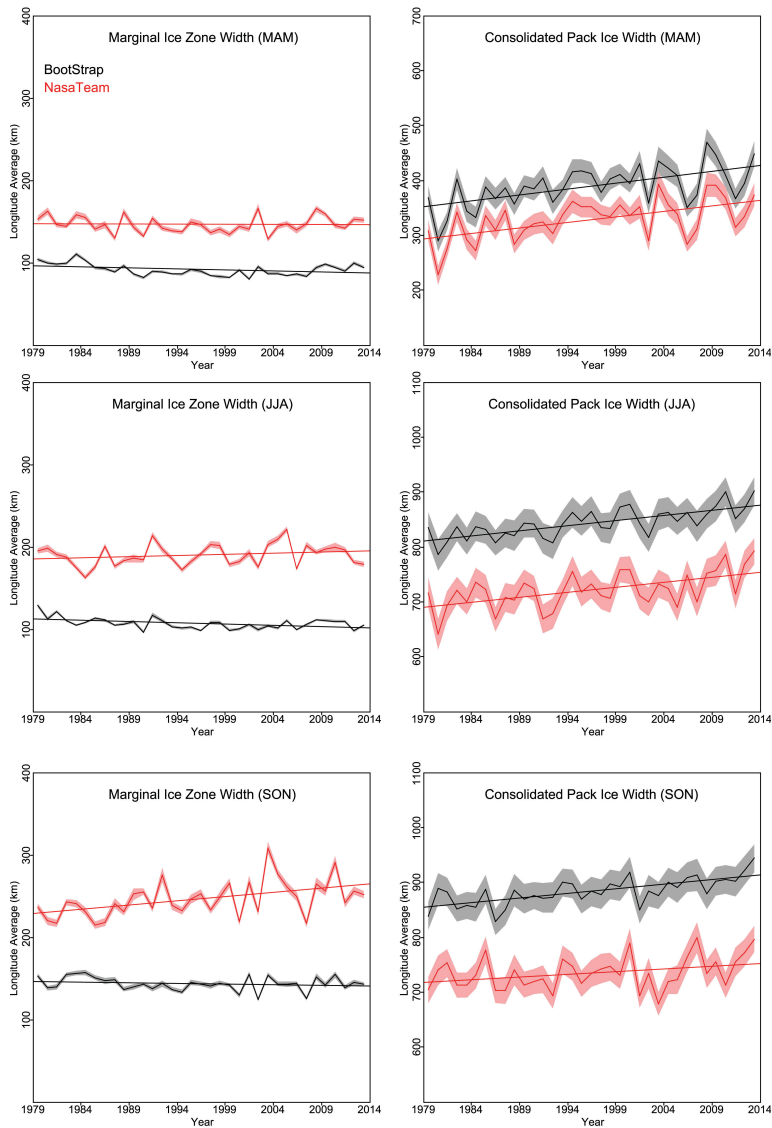 Marginal Ice Zone Width (MAM)
BootStrap
NasaTeam
Longitude Average (km)
400
300
200
100
1979 1984 1989 1994 1999 2004 2009 2014
Year
Consolidated Pack Ice Width (MAM)
Longitude Average (km)
700
600
500
400
300
200
1979 1984 1989 1994 1999 2004 2009 2014
Year
Marginal Ice Zone Width (JJA)
Longitude Average (km)
400
300
200
100
1979 1984 1989 1994 1999 2004 2009 2014
Year
Consolidated Pack Ice Width (JJA)
Longitude Average (km)
1100
1000
900
800
700
600
1979 1984 1989 1994 1999 2004 2009 2014
Year
Marginal Ice Zone Width (SON)
Longitude Average (km)
400
300
200
100
1979 1984 1989 1994 1999 2004 2009 2014
Year
Consolidated Pack Ice Width (SON)
Longitude Average (km)
1100
1000
900
800
700
600
1979 1984 1989 1994 1999 2004 2009 2014
Year